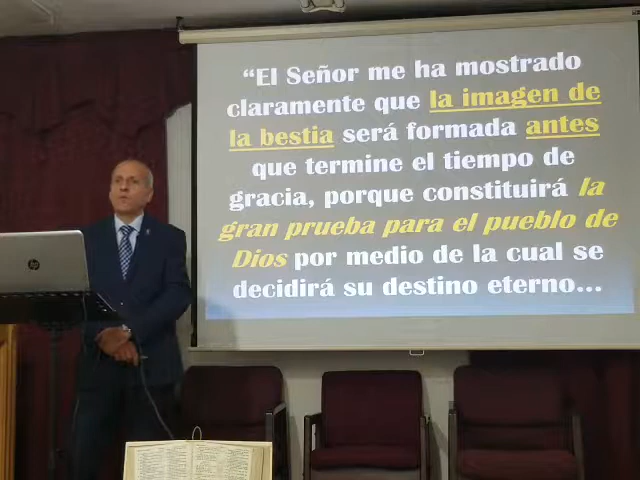 “El Señor me ha mostrado
claramente que la imagen de
la bestia será formada antes
que termine el tiempo de
gracia, porque constituirá la
gran prueba para el pueblo de
Dios por medio de la cual se
decidirá su destino eterno...
hp